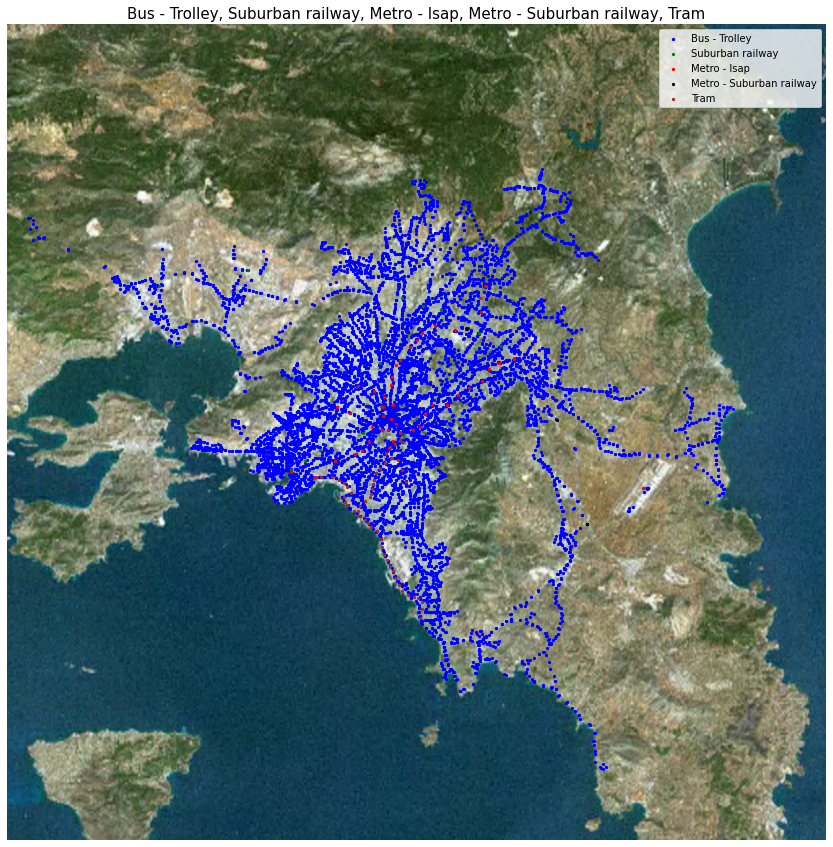 Bus - Trolley, Suburban railway, Metro - Isap, Metro - Suburban railway, Tram
Bus - Trolley
Suburban railway
Metro - Isap
Metro - Suburban railway
Tram